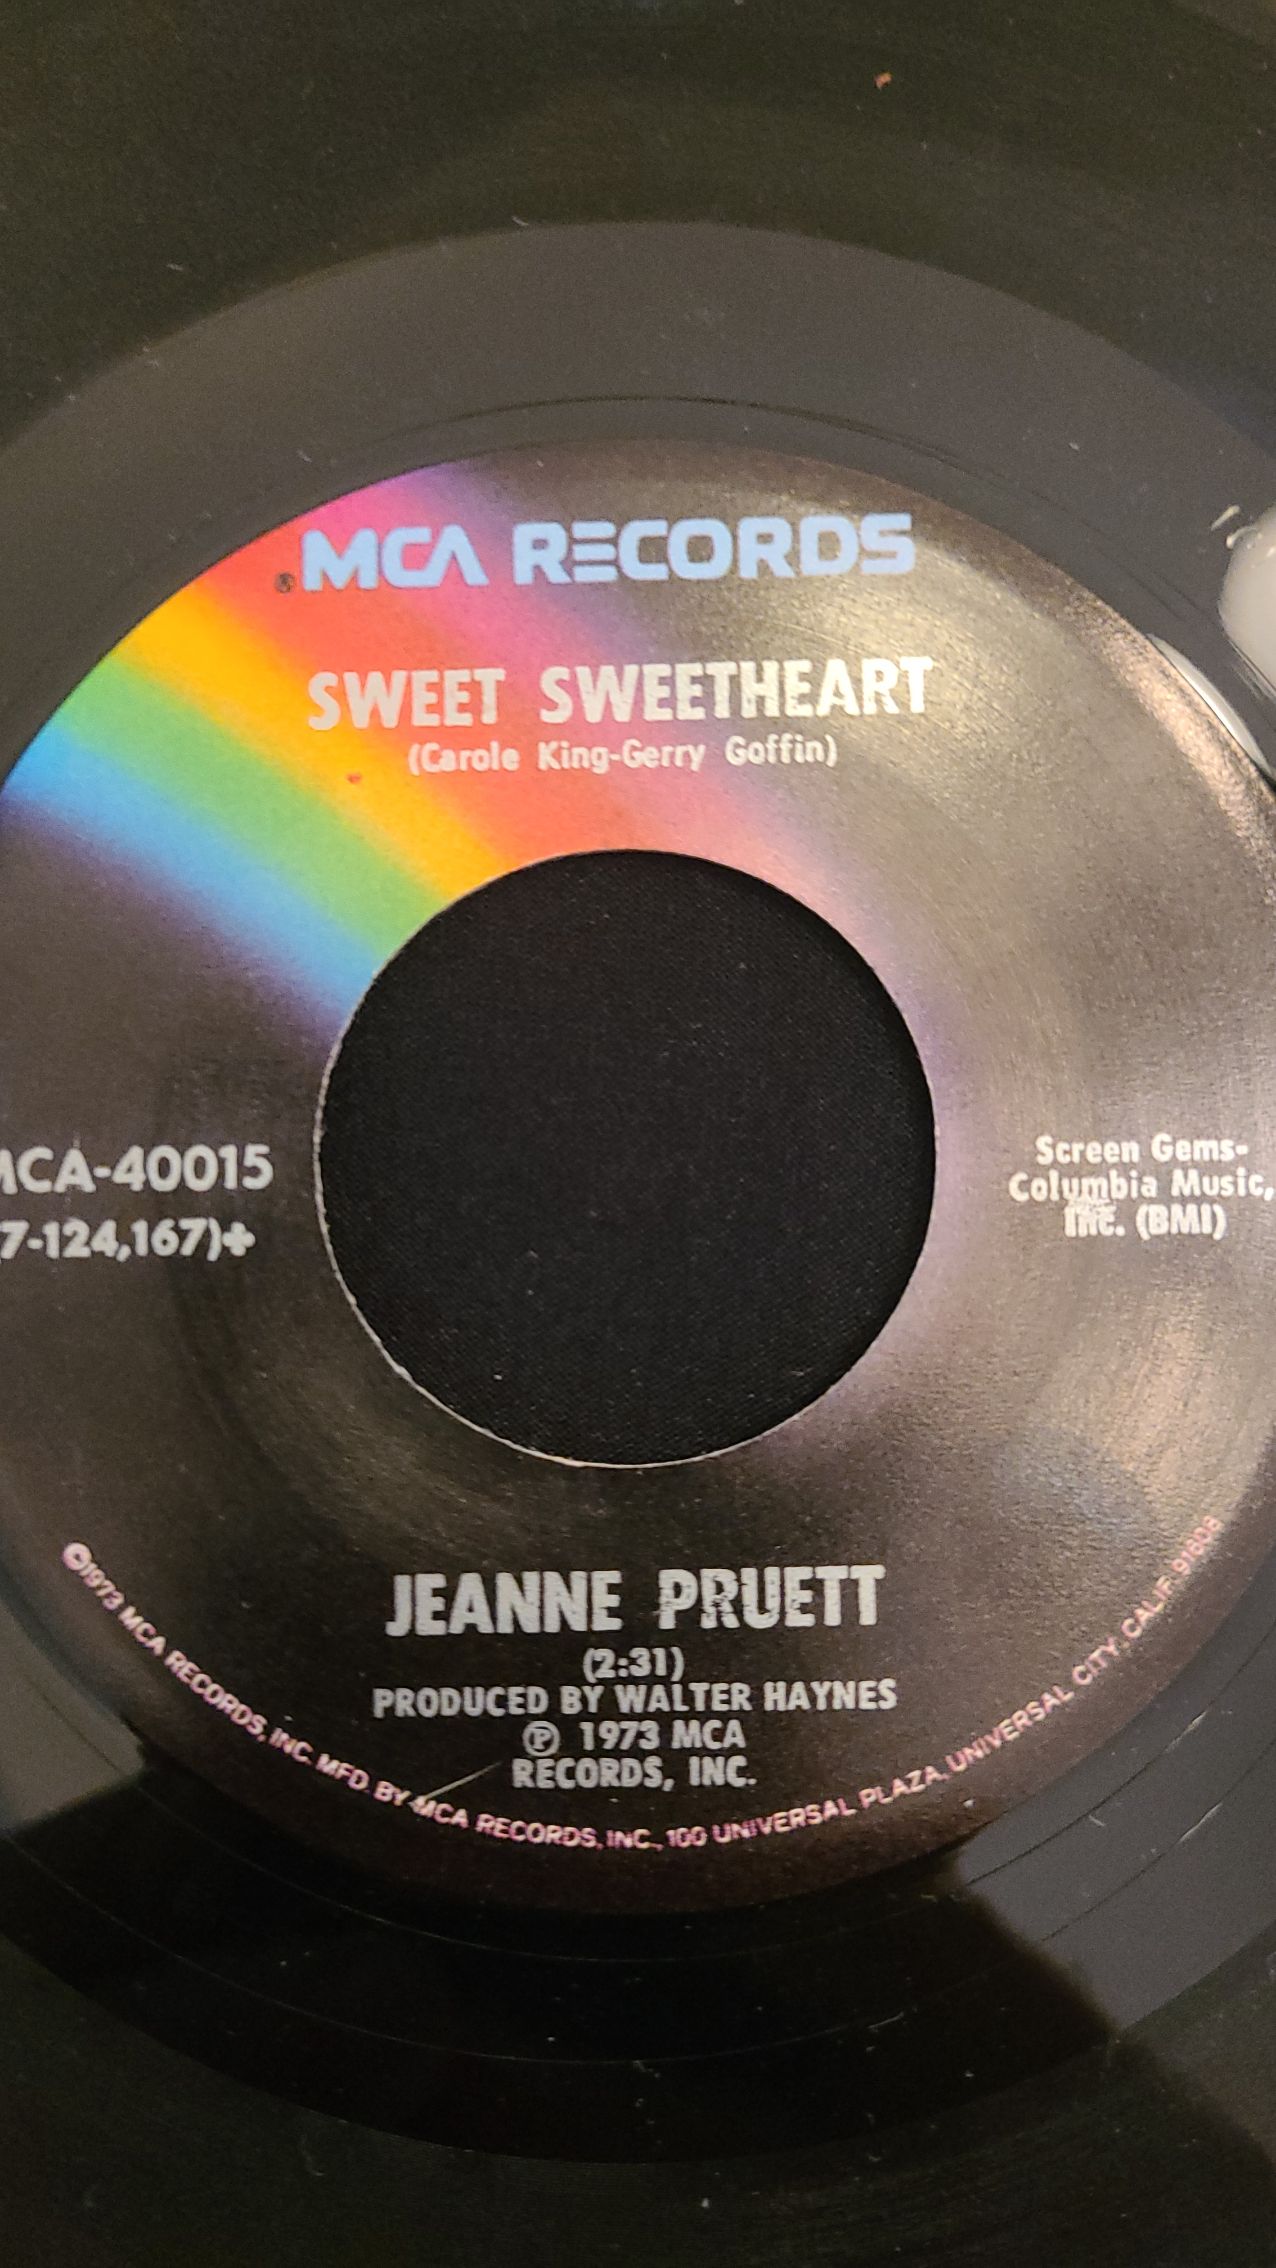 ® MCA RECORDS
SWEET SWEETHEART
(Carole King-Gerry Goffin)
MCA-40015
(7-124,167)✚
Screen Gems-
Columbia Music,
Inc. (BMI)
JEANNE PRUETT
(2:31)
PRODUCED BY WALTER HAYNES
Ⓟ 1973 MCA
RECORDS, INC.
©1973 MCA RECORDS, INC. MFD. BY MCA RECORDS, INC., 100 UNIVERSAL PLAZA, UNIVERSAL CITY, CALIF. 91608